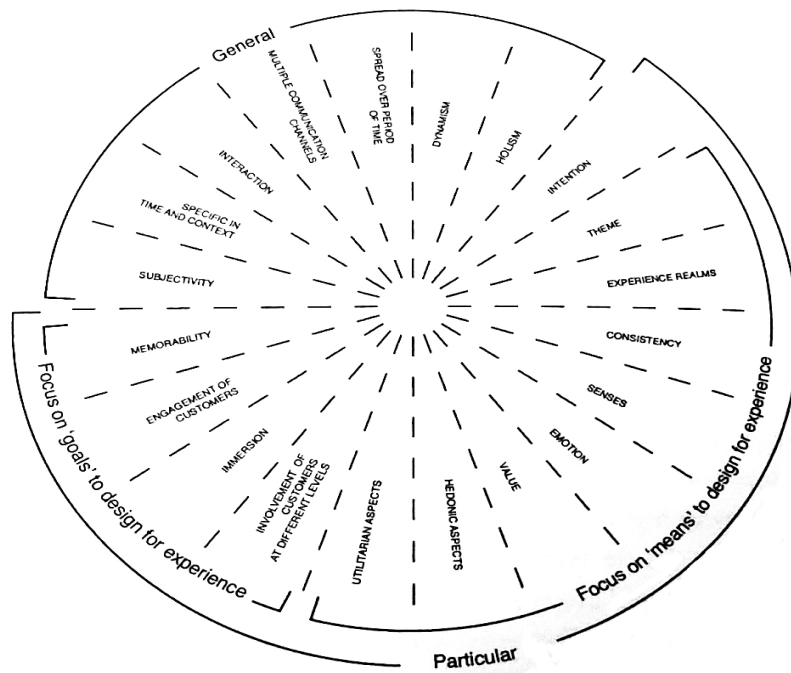 General
MULTIPLE COMMUNICATION
CHANNELS
SPREAD OVER PERIOD
OF TIME
DYNAMISM
HOLISM
INTENTION
THEME
EXPERIENCE REALMS
CONSISTENCY
SENSES
EMOTION
VALUE
HEDONIC ASPECTS
UTILITARIAN ASPECTS
INVOLVEMENT OF
CUSTOMERS
AT DIFFERENT LEVELS
IMMERSION
ENGAGEMENT OF
CUSTOMERS
MEMORABILITY
SUBJECTIVITY
SPECIFIC IN
TIME AND CONTEXT
INTERACTION
Focus on 'goals' to design for experience
Focus on 'means' to design for experience
Particular